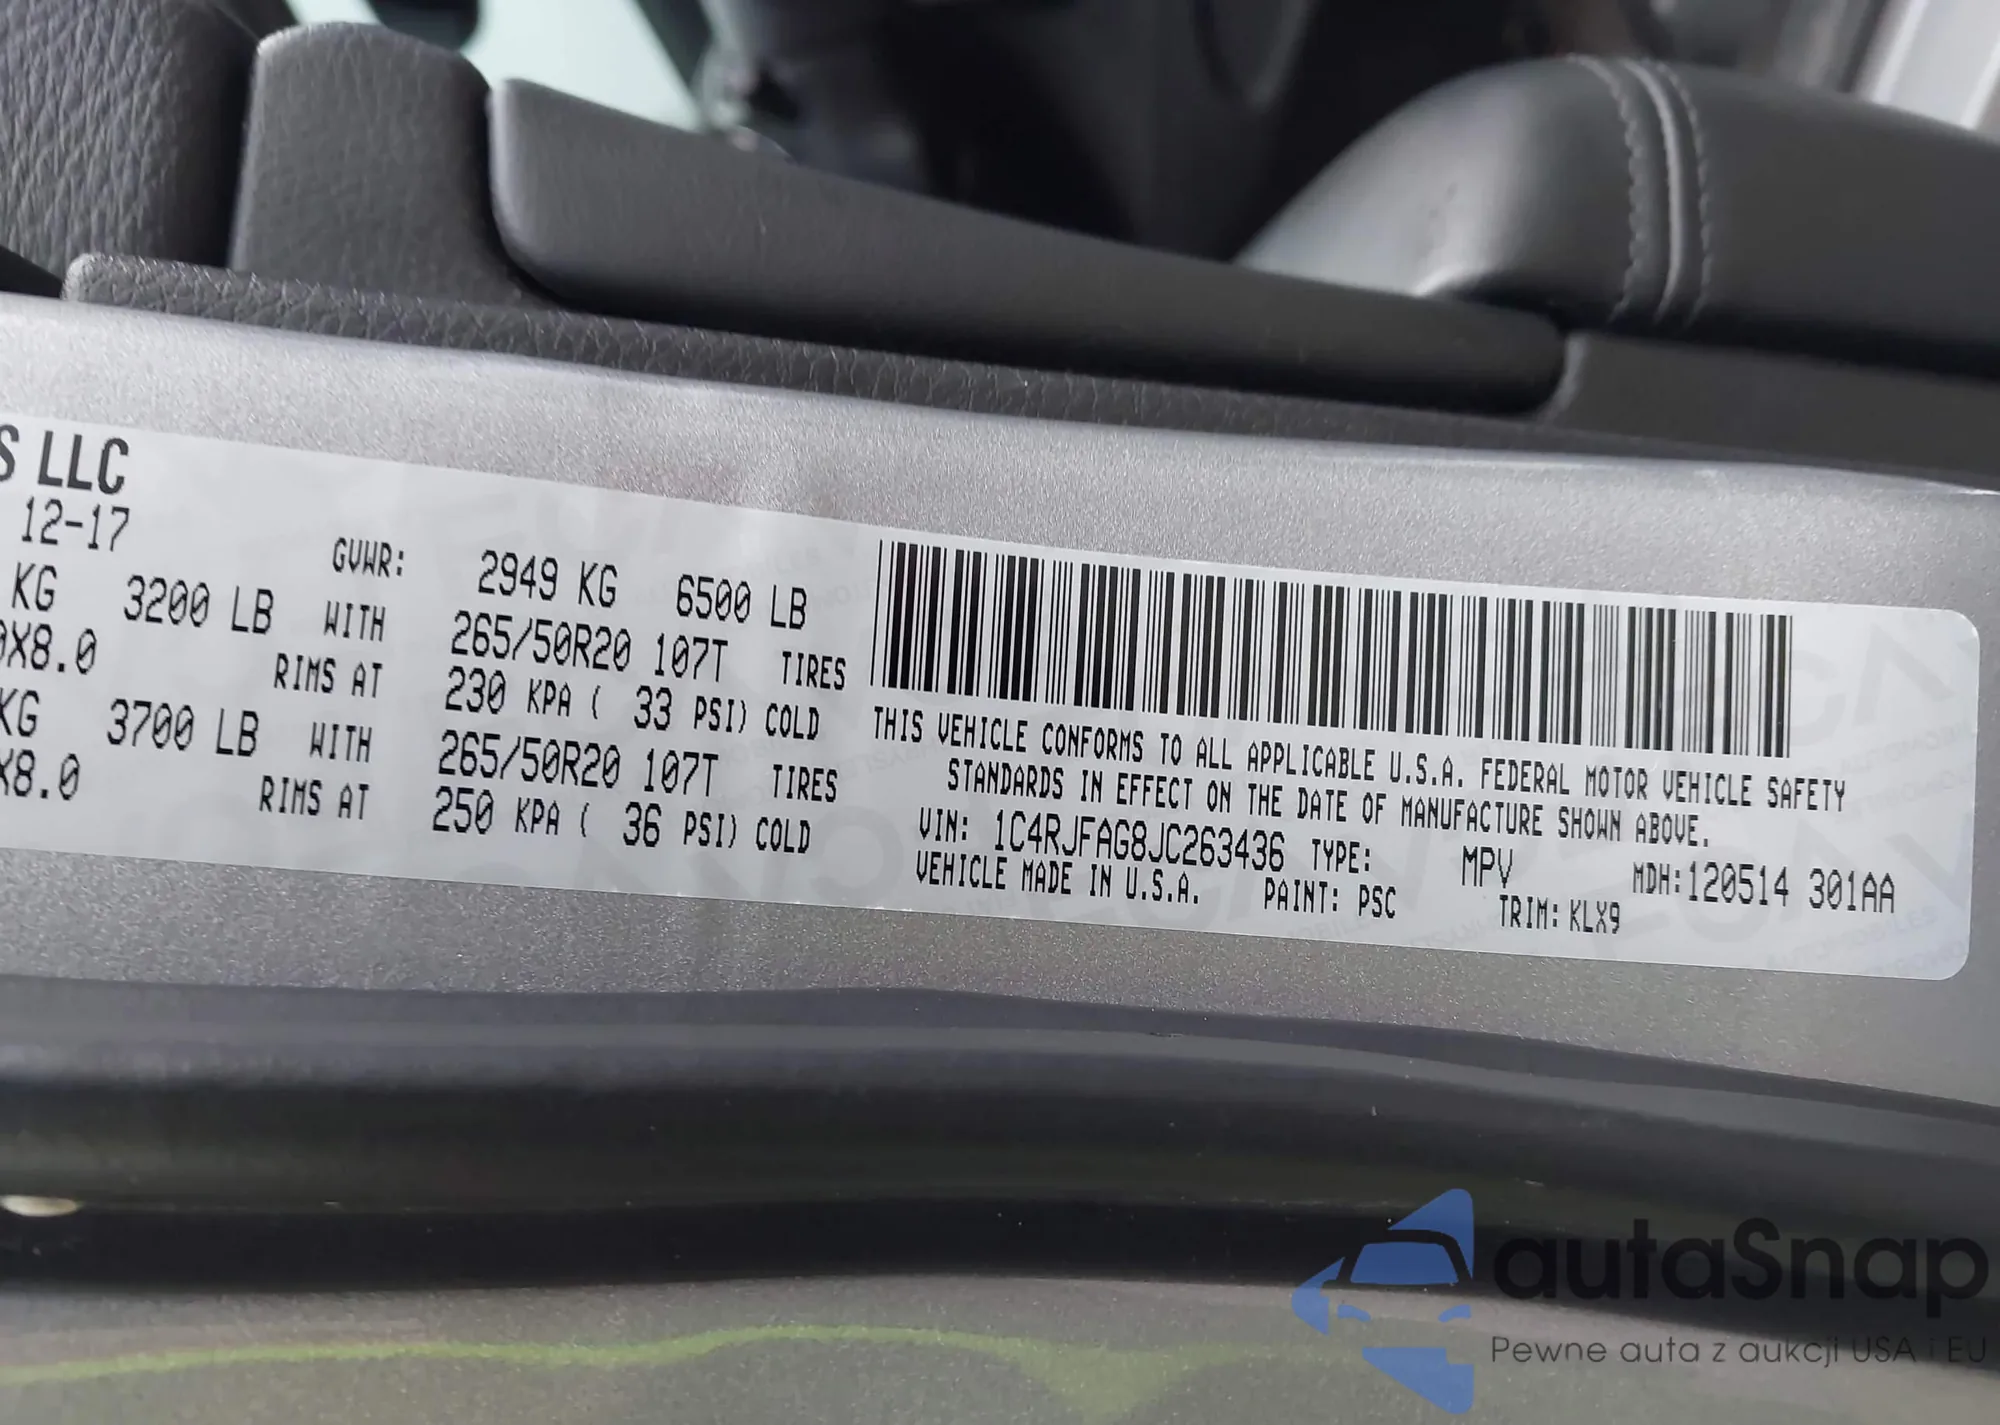 S LLC
12-17
GVWR: 2949 KG 6500 LB
KG 3200 LB WITH 265/50R20 107T TIRES
X8.0 RIMS AT 230 KPA ( 33 PSI) COLD
KG 3700 LB WITH 265/50R20 107T TIRES
X8.0 RIMS AT 250 KPA ( 36 PSI) COLD
THIS VEHICLE CONFORMS TO ALL APPLICABLE U.S.A. FEDERAL MOTOR VEHICLE SAFETY
STANDARDS IN EFFECT ON THE DATE OF MANUFACTURE SHOWN ABOVE.
VIN: 1C4RJFAG8JC263436 TYPE: MPV MDH:120514 301AA
VEHICLE MADE IN U.S.A. PAINT: PSC TRIM: KLX9
autaSnap
Pewne auta z aukcji USA i EU